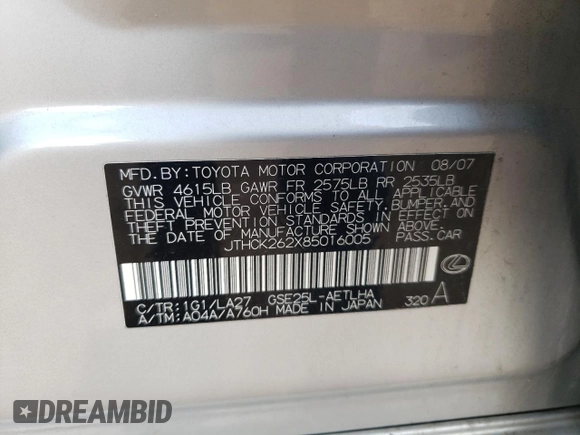 MFD.BY:TOYOTA MOTOR CORPORATION 08/07
GVWR 4615LB GAWR FR 2575LB RR 2535LB
THIS VEHICLE CONFORMS TO ALL APPLICABLE
FEDERAL MOTOR VEHICLE SAFETY,BUMPER,AND
THEFT PREVENTION STANDARDS IN EFFECT ON
THE DATE OF MANUFACTURE SHOWN ABOVE.
JTHCK262X85016005 PASS.CAR
C/TR:1G1/LA27 GSE25L-AETLHA
A/TM:A04A/A760H MADE IN JAPAN 320 A
DREAMBID